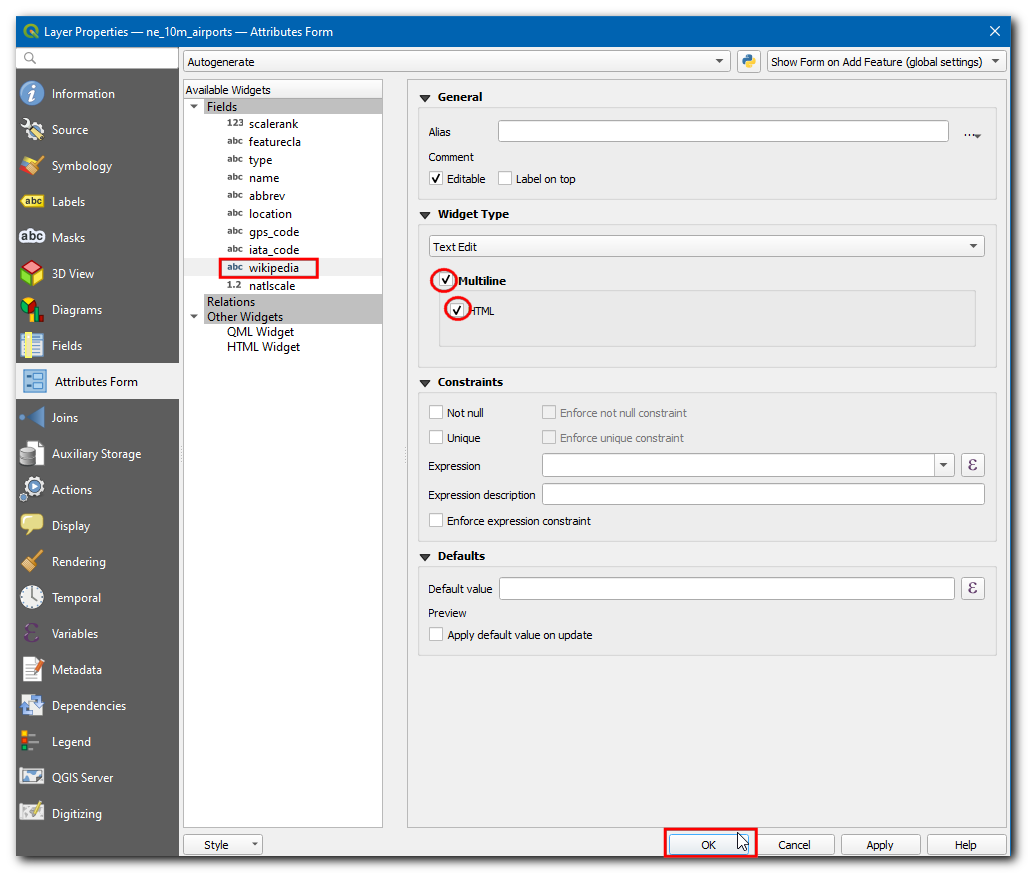 Layer Properties — ne_10m_airports — Attributes Form
Autogenerate
Show Form on Add Feature (global settings)
Information
Source
Symbology
abc Labels
abc Masks
3D View
Diagrams
Fields
Attributes Form
Joins
Auxiliary Storage
Actions
Display
Rendering
Temporal
Variables
Metadata
Dependencies
Legend
QGIS Server
Digitizing
Available Widgets
Fields
123 scalerank
abc featurecla
abc type
abc name
abc abbrev
abc location
abc gps_code
abc iata_code
abc wikipedia
1.2 natlscale
Relations
Other Widgets
QML Widget
HTML Widget
General
Alias
...
Comment
Editable
Label on top
Widget Type
Text Edit
Multiline
HTML
Constraints
Not null
Enforce not null constraint
Unique
Enforce unique constraint
Expression
ε
Expression description
Enforce expression constraint
Defaults
Default value
ε
Preview
Apply default value on update
Style
OK
Cancel
Apply
Help